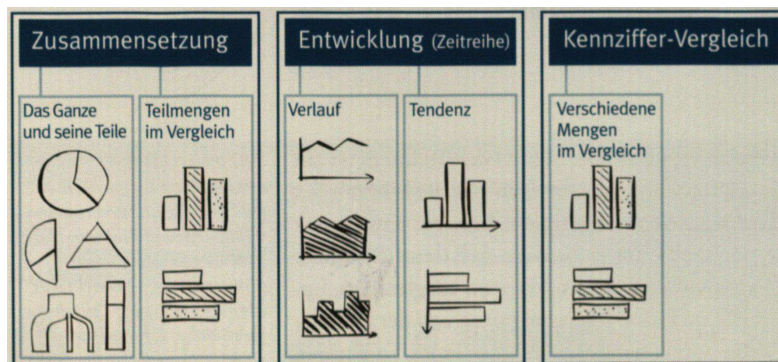 Zusammensetzung
Das Ganze
und seine Teile
Teilmengen
im Vergleich
Entwicklung (Zeitreihe)
Verlauf
Tendenz
Kennziffer-Vergleich
Verschiedene
Mengen
im Vergleich